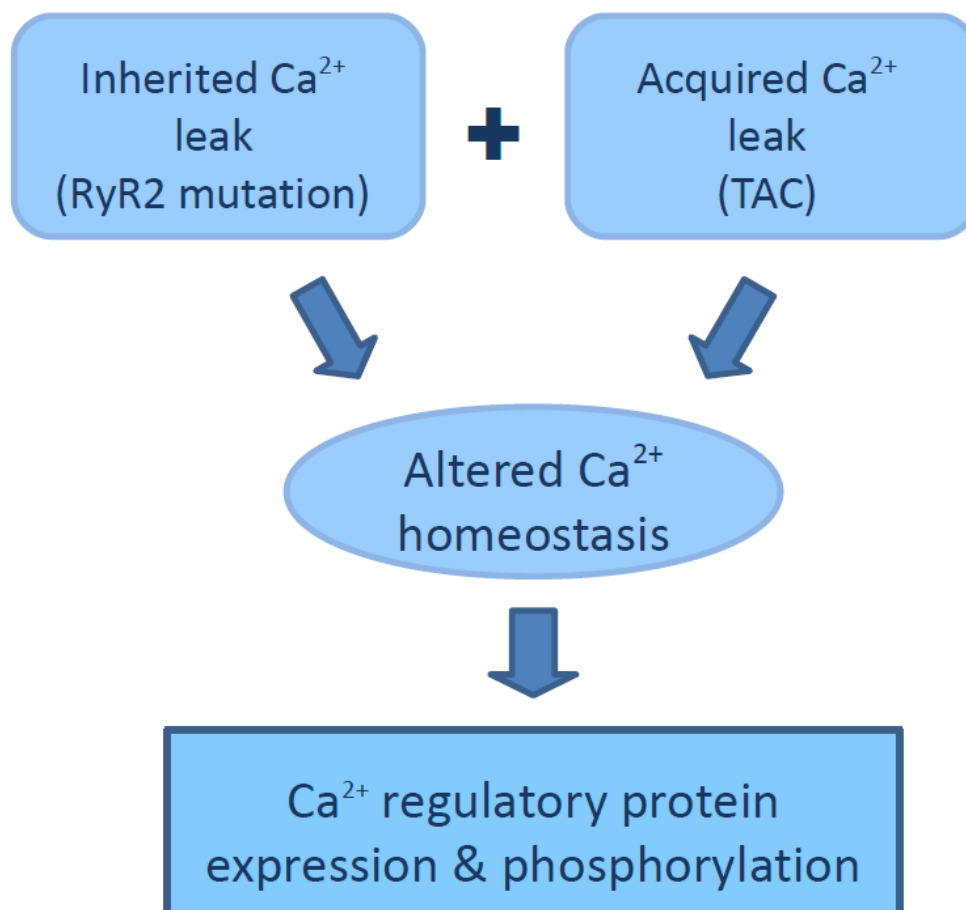 Inherited Ca²⁺
leak
(RyR2 mutation)
+
Acquired Ca²⁺
leak
(TAC)
Altered Ca²⁺
homeostasis
Ca²⁺ regulatory protein
expression & phosphorylation